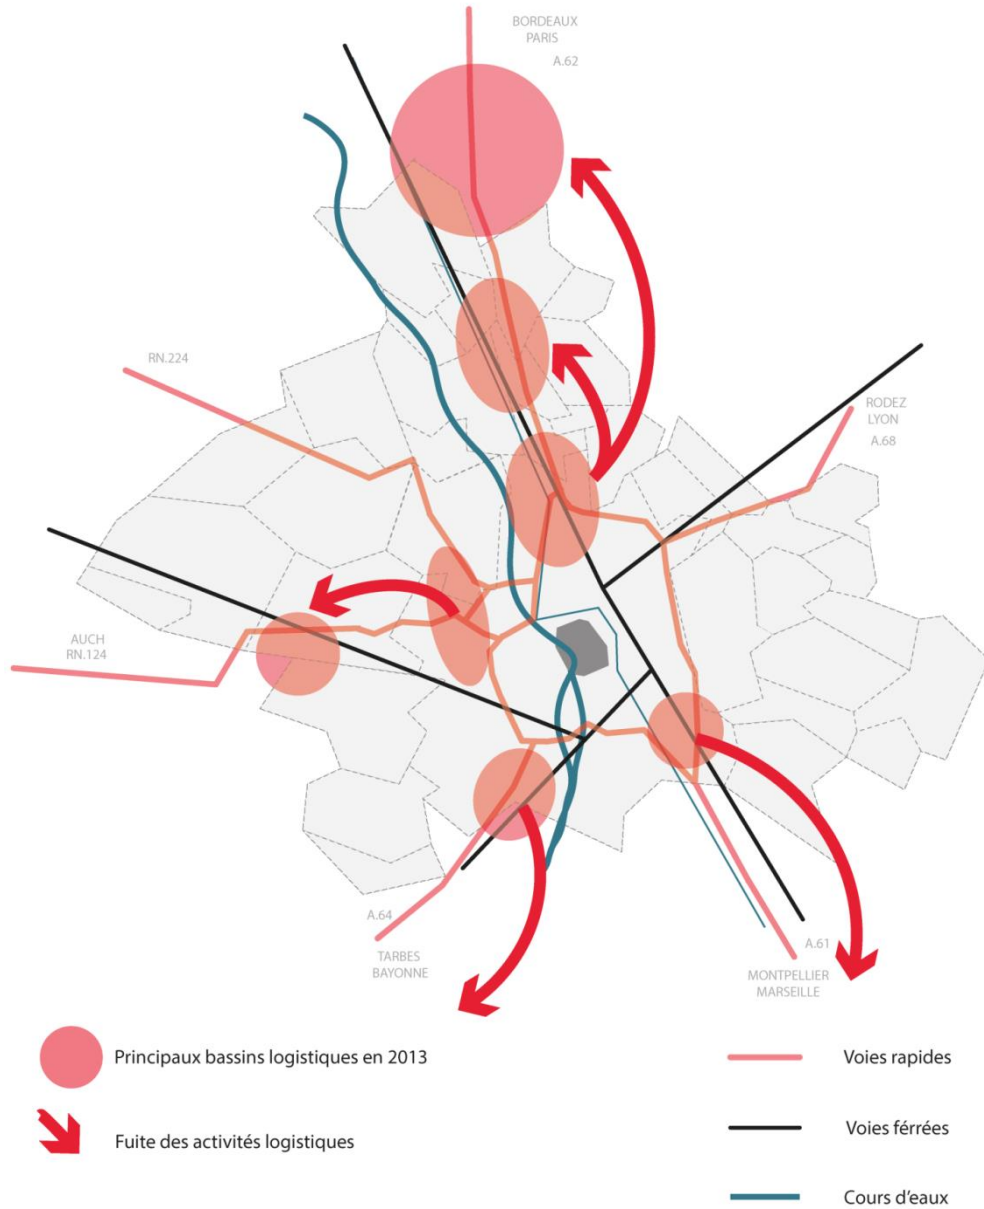 BORDEAUX
PARIS
A.62
RN.224
RODEZ
LYON
A.68
AUCH
RN.124
A.64
TARBES
BAYONNE
A.61
MONTPELLIER
MARSEILLE
Principaux bassins logistiques en 2013
Voies rapides
Fuite des activités logistiques
Voies férrées
Cours d'eaux